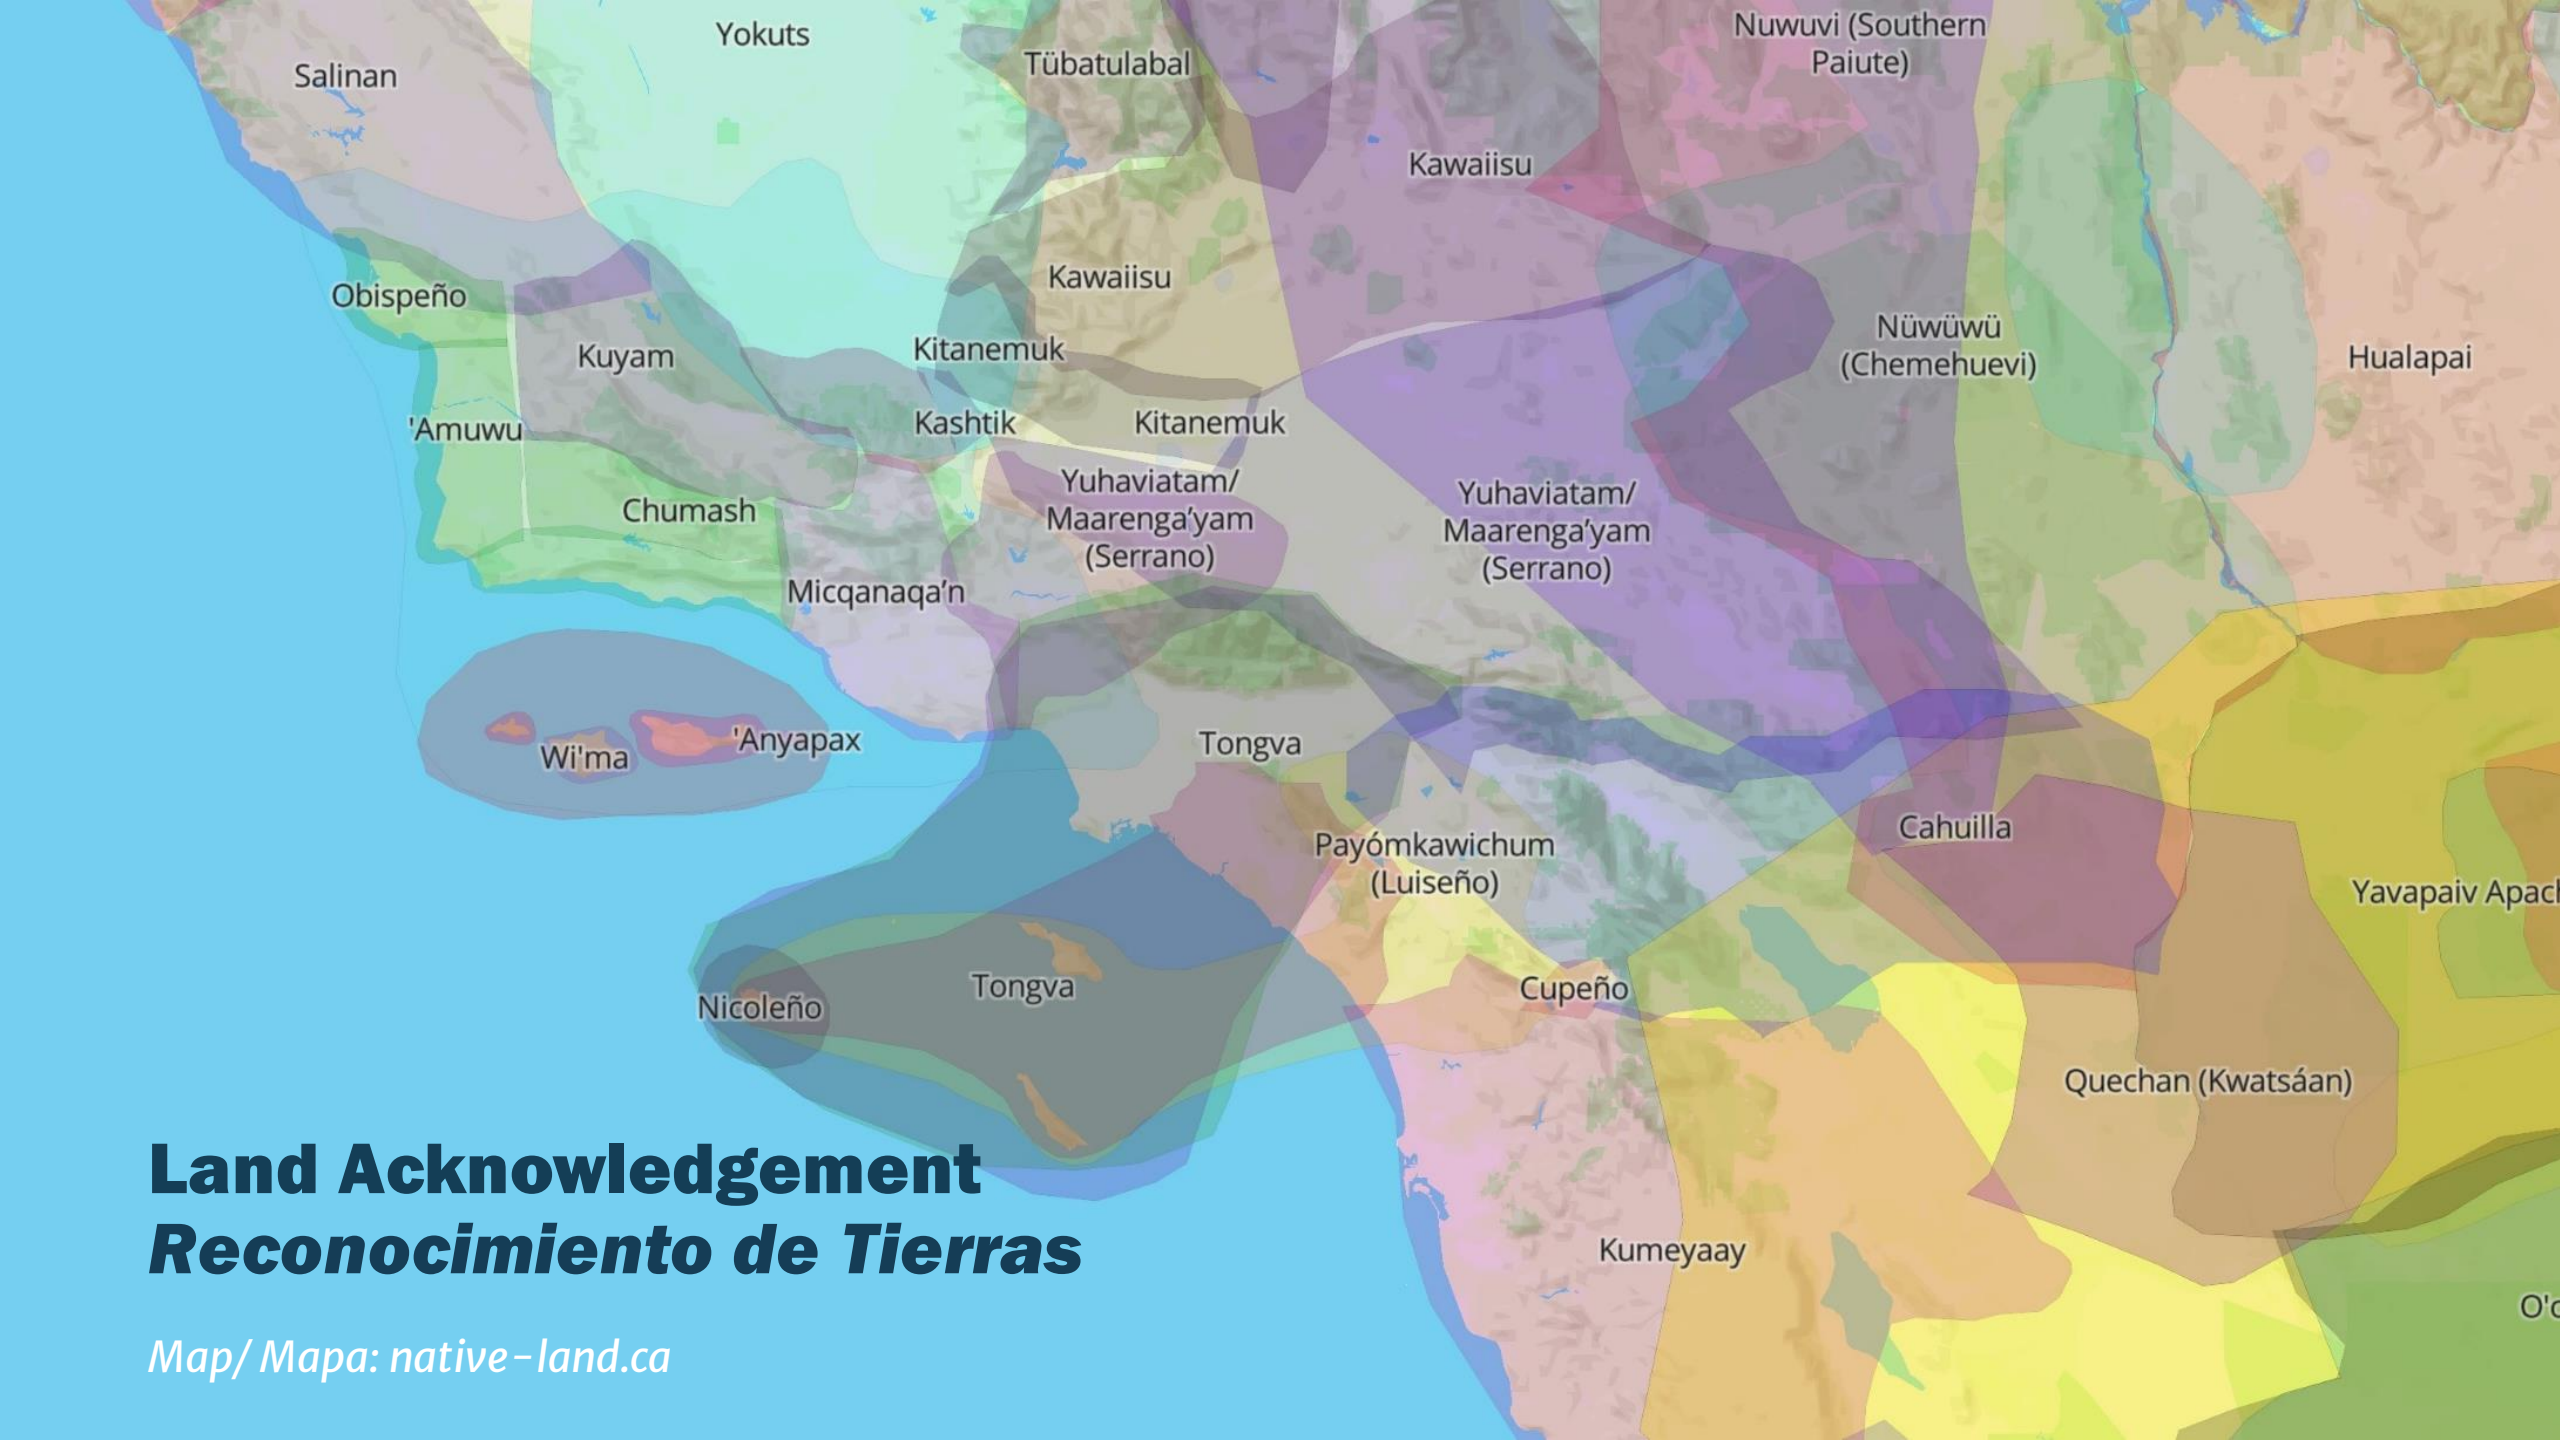 Yokuts
Nuwuvi (Southern
Paiute)
Salinan
Tübatulabal
Kawaiisu
Kawaiisu
Obispeño
Kuyam
Kitanemuk
Nüwüwü
(Chemehuevi)
Hualapai
'Amuwu
Kashtik
Kitanemuk
Chumash
Yuhaviatam/
Maarenga’yam
(Serrano)
Yuhaviatam/
Maarenga’yam
(Serrano)
Micqanaqa’n
Wi'ma
'Anyapax
Tongva
Cahuilla
Payómkawichum
(Luiseño)
Yavapaiv Apach
Nicoleño
Tongva
Cupeño
Quechan (Kwatsáan)
Kumeyaay
O'o
Land Acknowledgement
Reconocimiento de Tierras
Map/ Mapa: native-land.ca